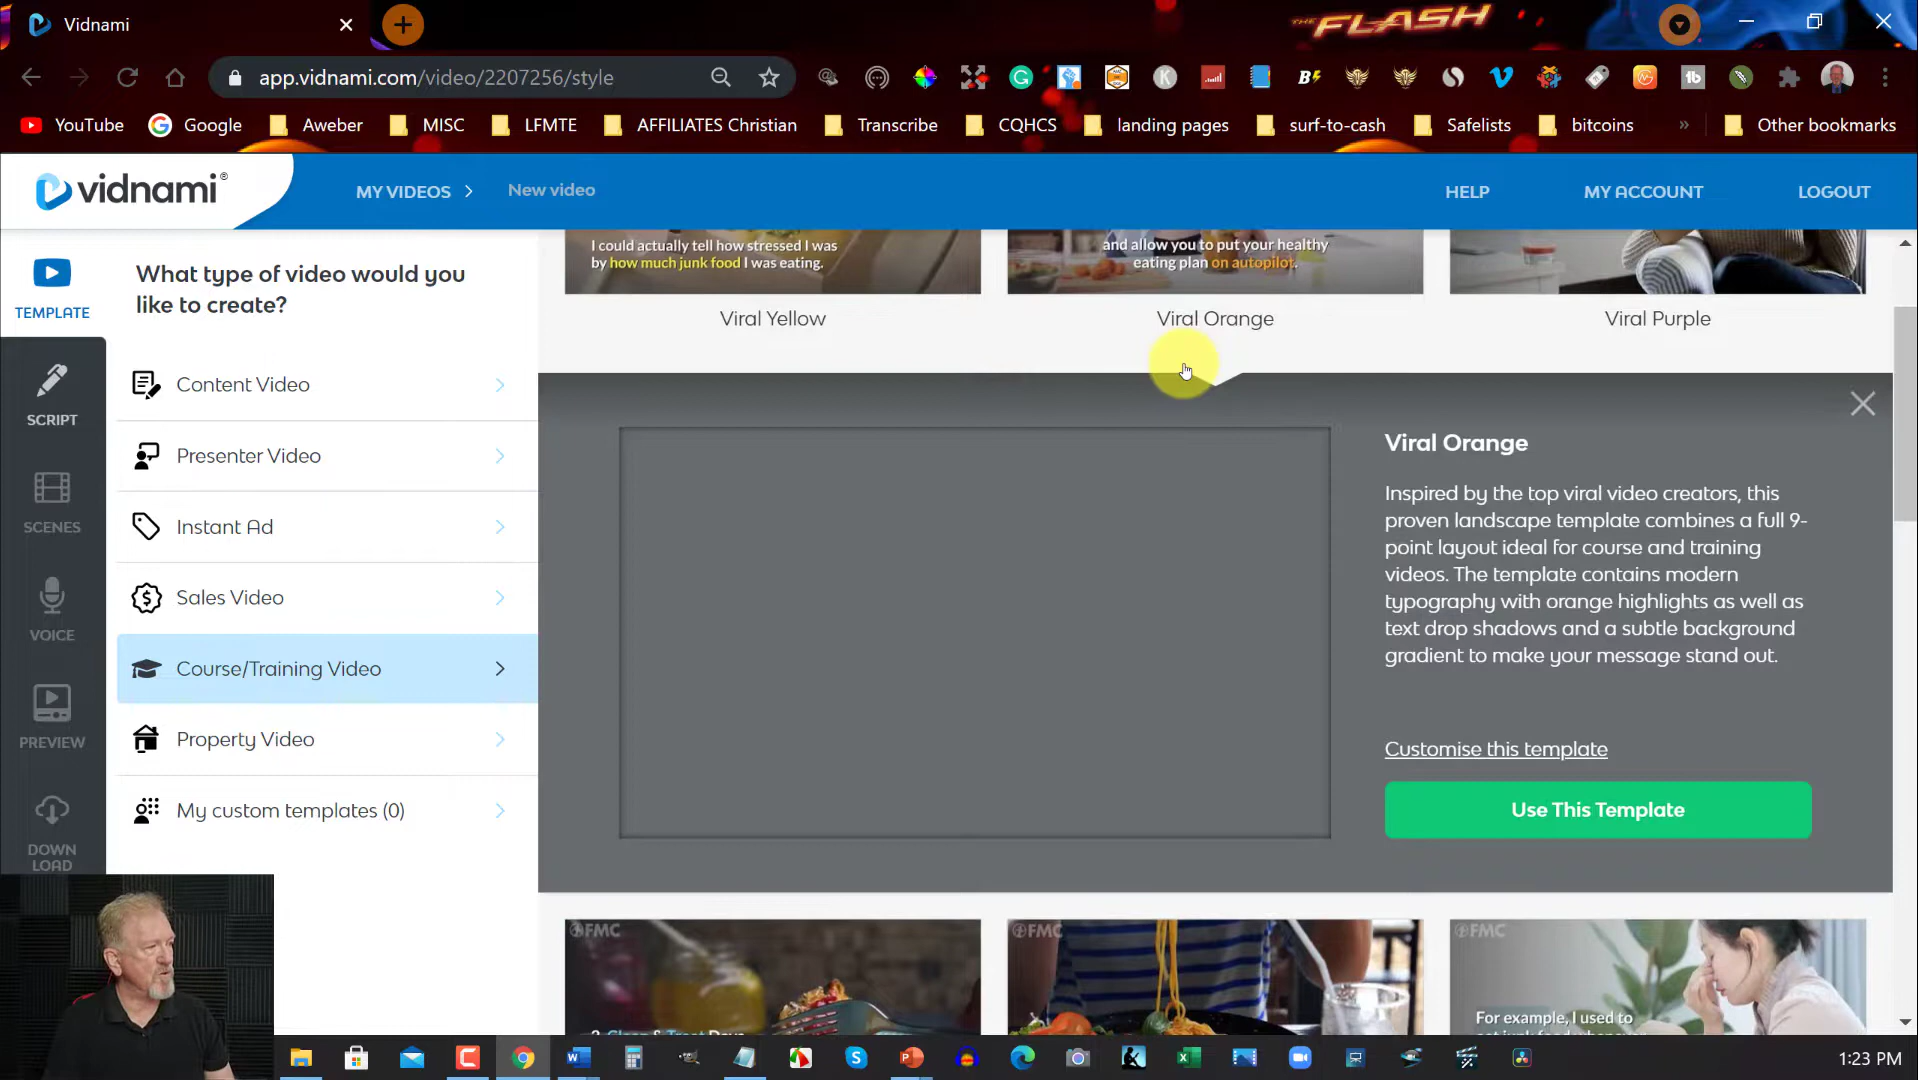 Vidnami
THE FLASH
app.vidnami.com/video/2207256/style
YouTube Google Aweber MISC LFMTE AFFILIATES Christian Transcribe CQHCS landing pages surf-to-cash Safelists bitcoins » Other bookmarks
vidnami®
MY VIDEOS > New video HELP MY ACCOUNT LOGOUT
TEMPLATE
SCRIPT
SCENES
VOICE
PREVIEW
DOWN
LOAD
What type of video would you
like to create?
Content Video
Presenter Video
Instant Ad
Sales Video
Course/Training Video
Property Video
My custom templates (0)
I could actually tell how stressed I was
by how much junk food I was eating.
Viral Yellow
and allow you to put your healthy
eating plan on autopilot.
Viral Orange
Viral Purple
Viral Orange
Inspired by the top viral video creators, this
proven landscape template combines a full 9-
point layout ideal for course and training
videos. The template contains modern
typography with orange highlights as well as
text drop shadows and a subtle background
gradient to make your message stand out.
Customise this template
Use This Template
FMC
FMC
FMC
For example, I used to
1:23 PM